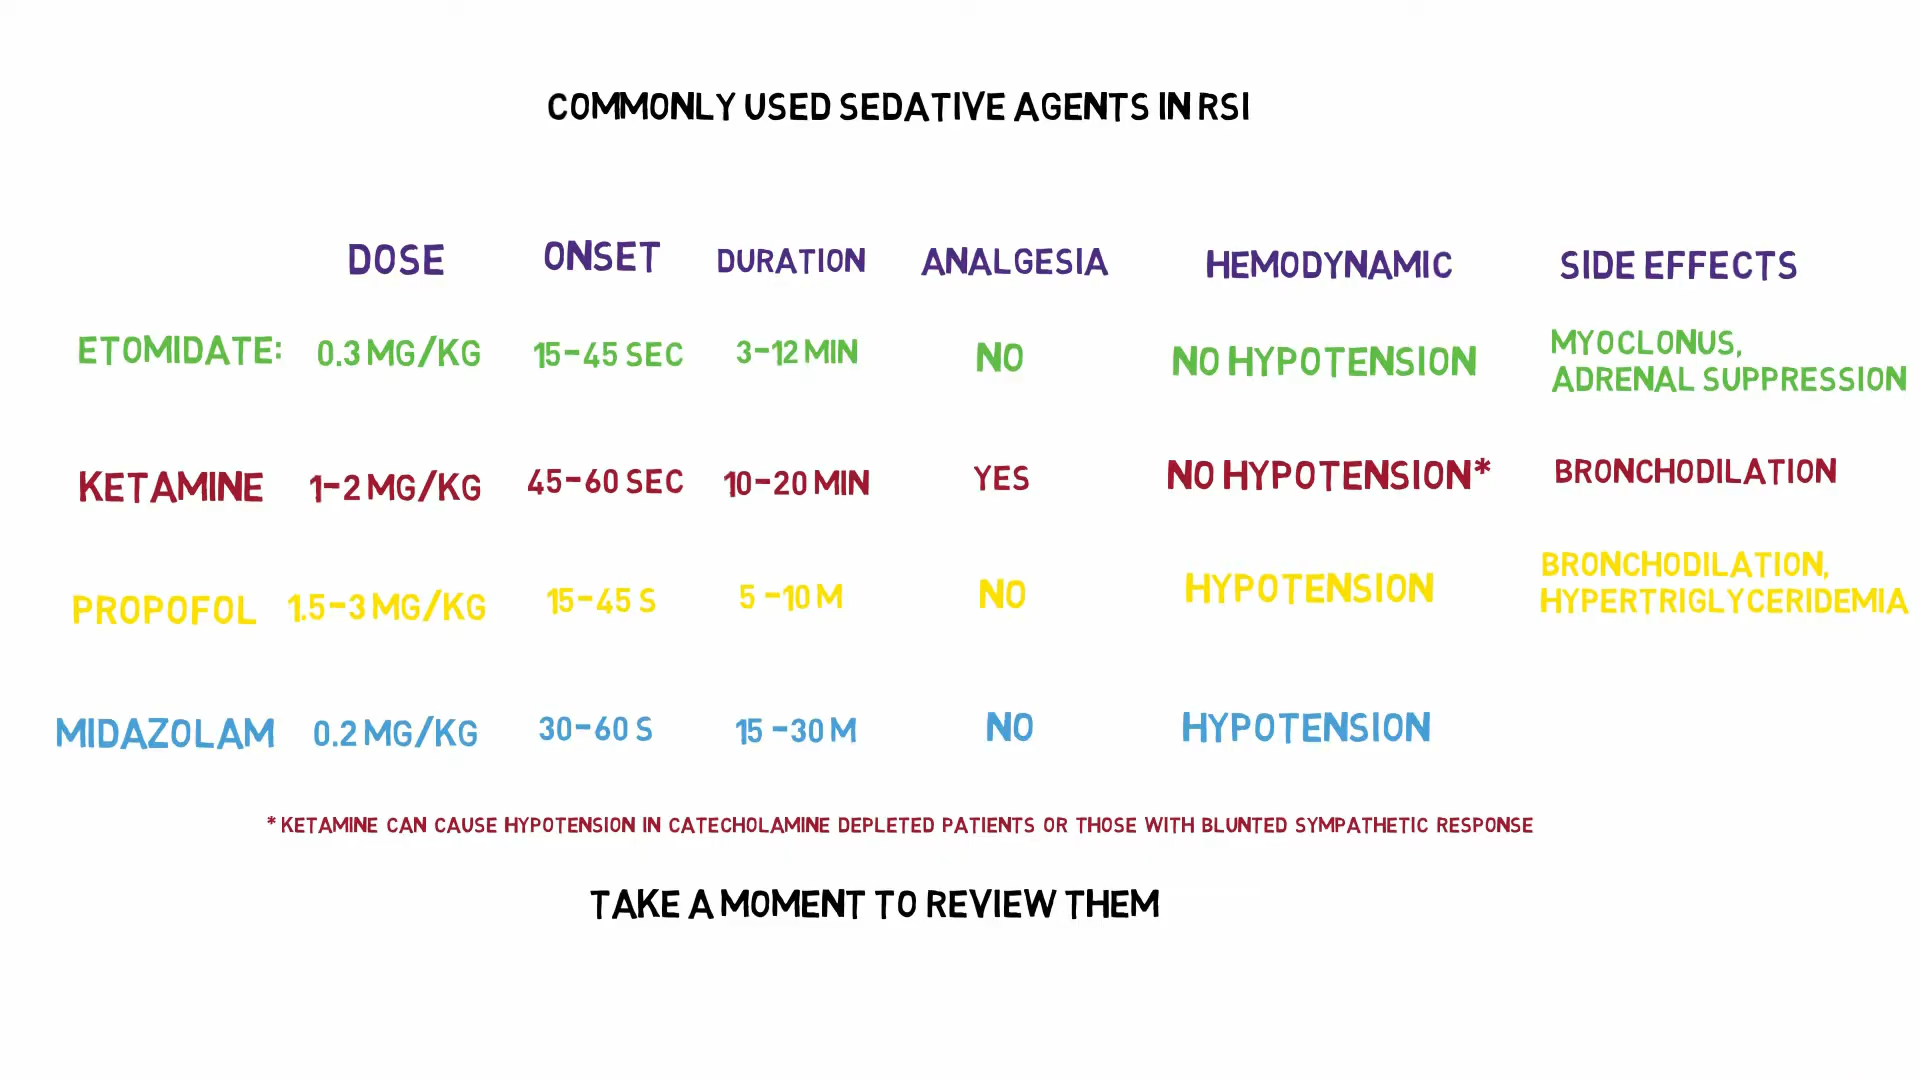 COMMONLY USED SEDATIVE AGENTS IN RSI
DOSE ONSET DURATION ANALGESIA HEMODYNAMIC SIDE EFFECTS
ETOMIDATE: 0.3 MG/KG 15-45 SEC 3-12 MIN NO NO HYPOTENSION MYOCLONUS,
ADRENAL SUPPRESSION
KETAMINE 1-2 MG/KG 45-60 SEC 10-20 MIN YES NO HYPOTENSION* BRONCHODILATION
PROPOFOL 1.5-3 MG/KG 15-45 S 5 -10 M NO HYPOTENSION BRONCHODILATION,
HYPERTRIGLYCERIDEMIA
MIDAZOLAM 0.2 MG/KG 30-60 S 15 -30 M NO HYPOTENSION
* KETAMINE CAN CAUSE HYPOTENSION IN CATECHOLAMINE DEPLETED PATIENTS OR THOSE WITH BLUNTED SYMPATHETIC RESPONSE
TAKE A MOMENT TO REVIEW THEM